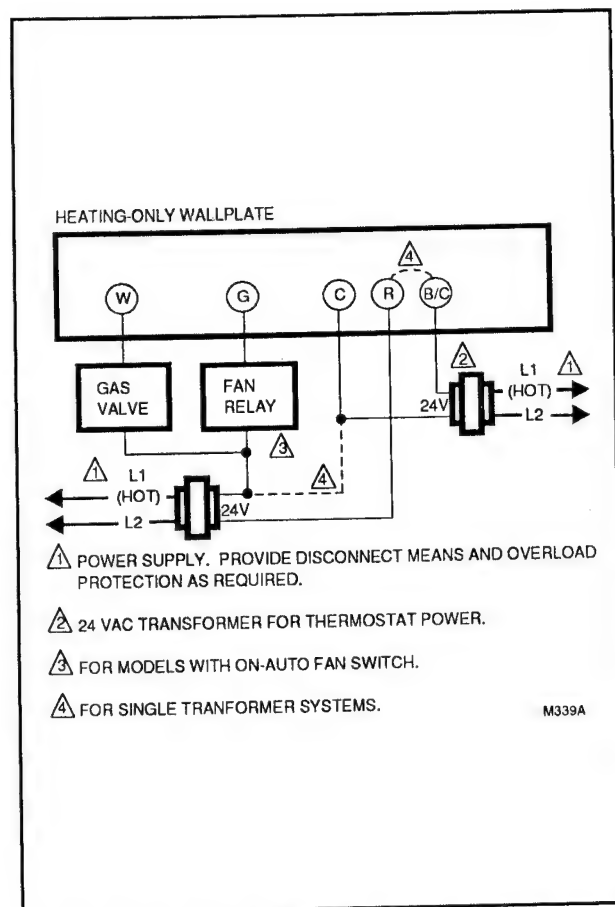 HEATING-ONLY WALLPLATE
4
W G C R B/C
2
GAS
VALVE
FAN
RELAY
24V
L1
(HOT)
1
L2
3
4
1
L1
(HOT)
24V
L2
1 POWER SUPPLY. PROVIDE DISCONNECT MEANS AND OVERLOAD
PROTECTION AS REQUIRED.
2 24 VAC TRANSFORMER FOR THERMOSTAT POWER.
3 FOR MODELS WITH ON-AUTO FAN SWITCH.
4 FOR SINGLE TRANFORMER SYSTEMS.
M339A